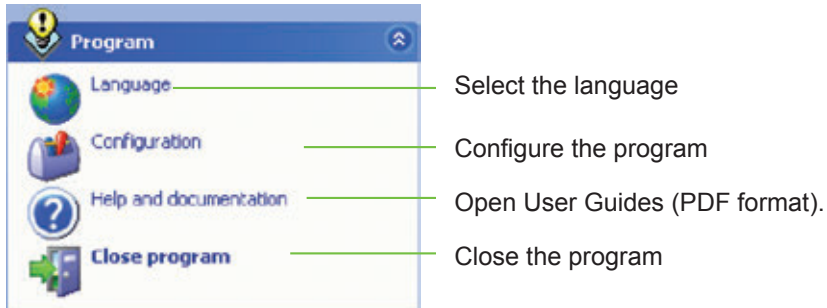 Program
Language Select the language
Configuration Configure the program
Help and documentation Open User Guides (PDF format).
Close program Close the program